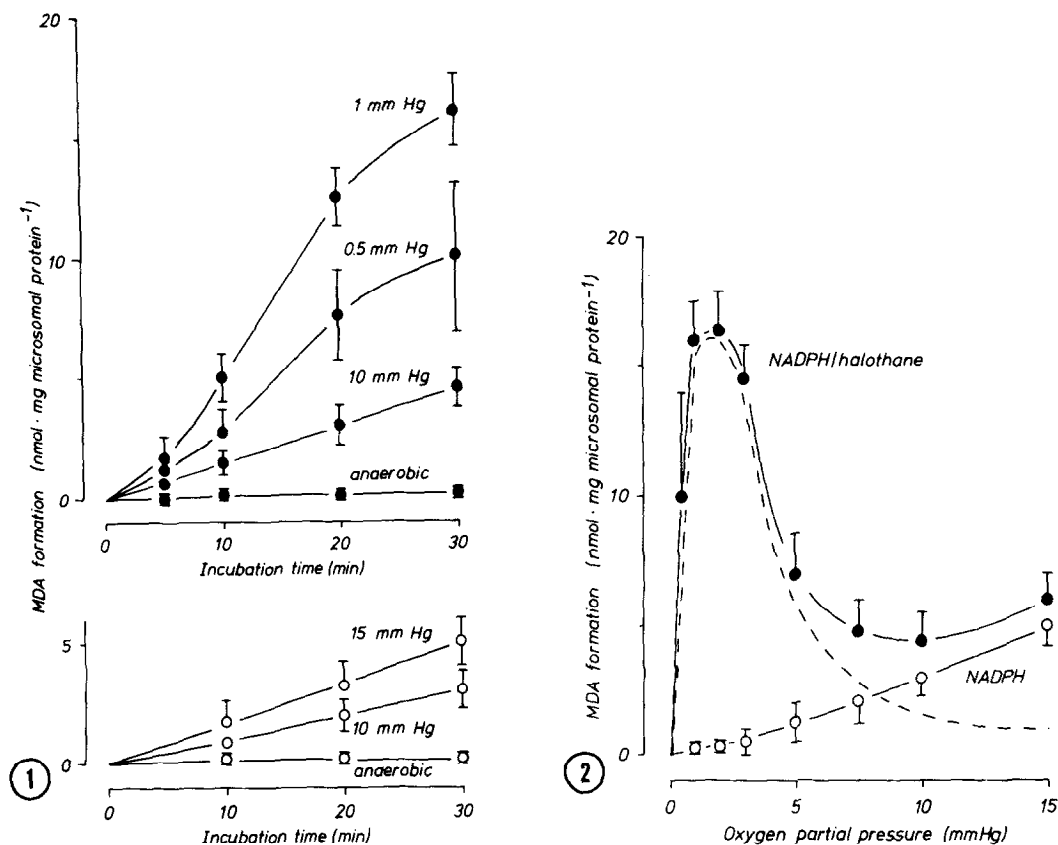 MDA formation (nmol · mg microsomal protein⁻¹)
20
10
0
1 mm Hg
0.5 mm Hg
10 mm Hg
anaerobic
0 10 20 30
Incubation time (min)
5
0
15 mm Hg
10 mm Hg
anaerobic
0 10 20 30
Incubation time (min)
1
MDA formation (nmol · mg microsomal protein⁻¹)
20
10
0
NADPH/halothane
NADPH
0 5 10 15
Oxygen partial pressure (mmHg)
2